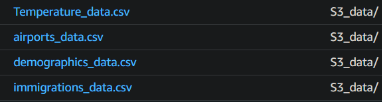 Temperature_data.csv S3_data/
airports_data.csv S3_data/
demographics_data.csv S3_data/
immigrations_data.csv S3_data/